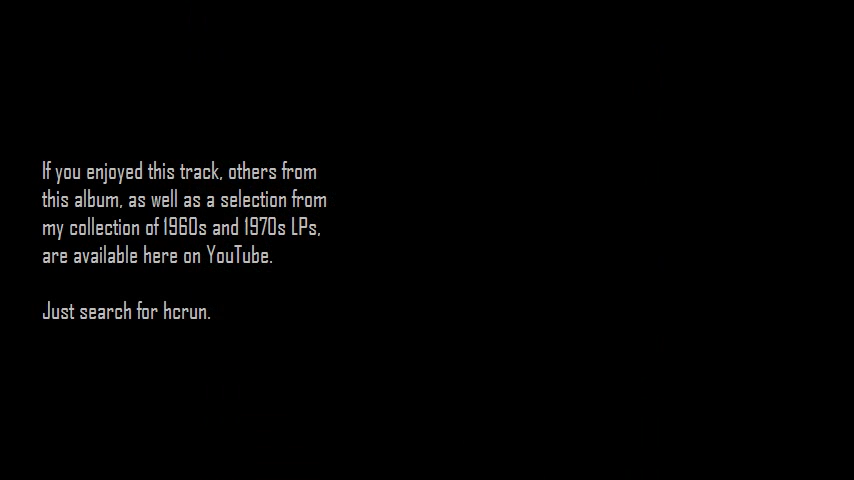 If you enjoyed this track, others from
this album, as well as a selection from
my collection of 1960s and 1970s LPs,
are available here on YouTube.
Just search for hcrun.